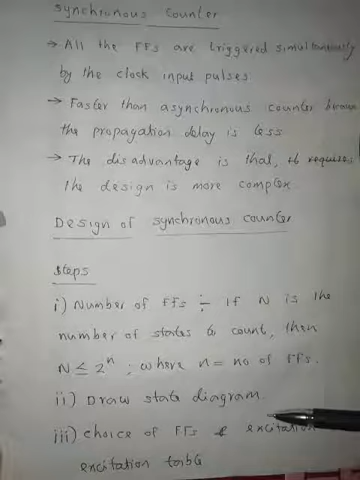 Synchronous Counter
→ All the FFs are triggered simultaneously
by the clock input pulses
→ Faster than asynchronous counter because
the propagation delay is less
→ The disadvantage is that, it requires
the design is more complex.
Design of synchronous counter
Steps
i) Number of FFs ÷ If N is the
number of states to count, then
N ≤ 2^n ; where n = no of FFs.
ii) Draw state diagram.
iii) choice of FFs & excitation
excitation table